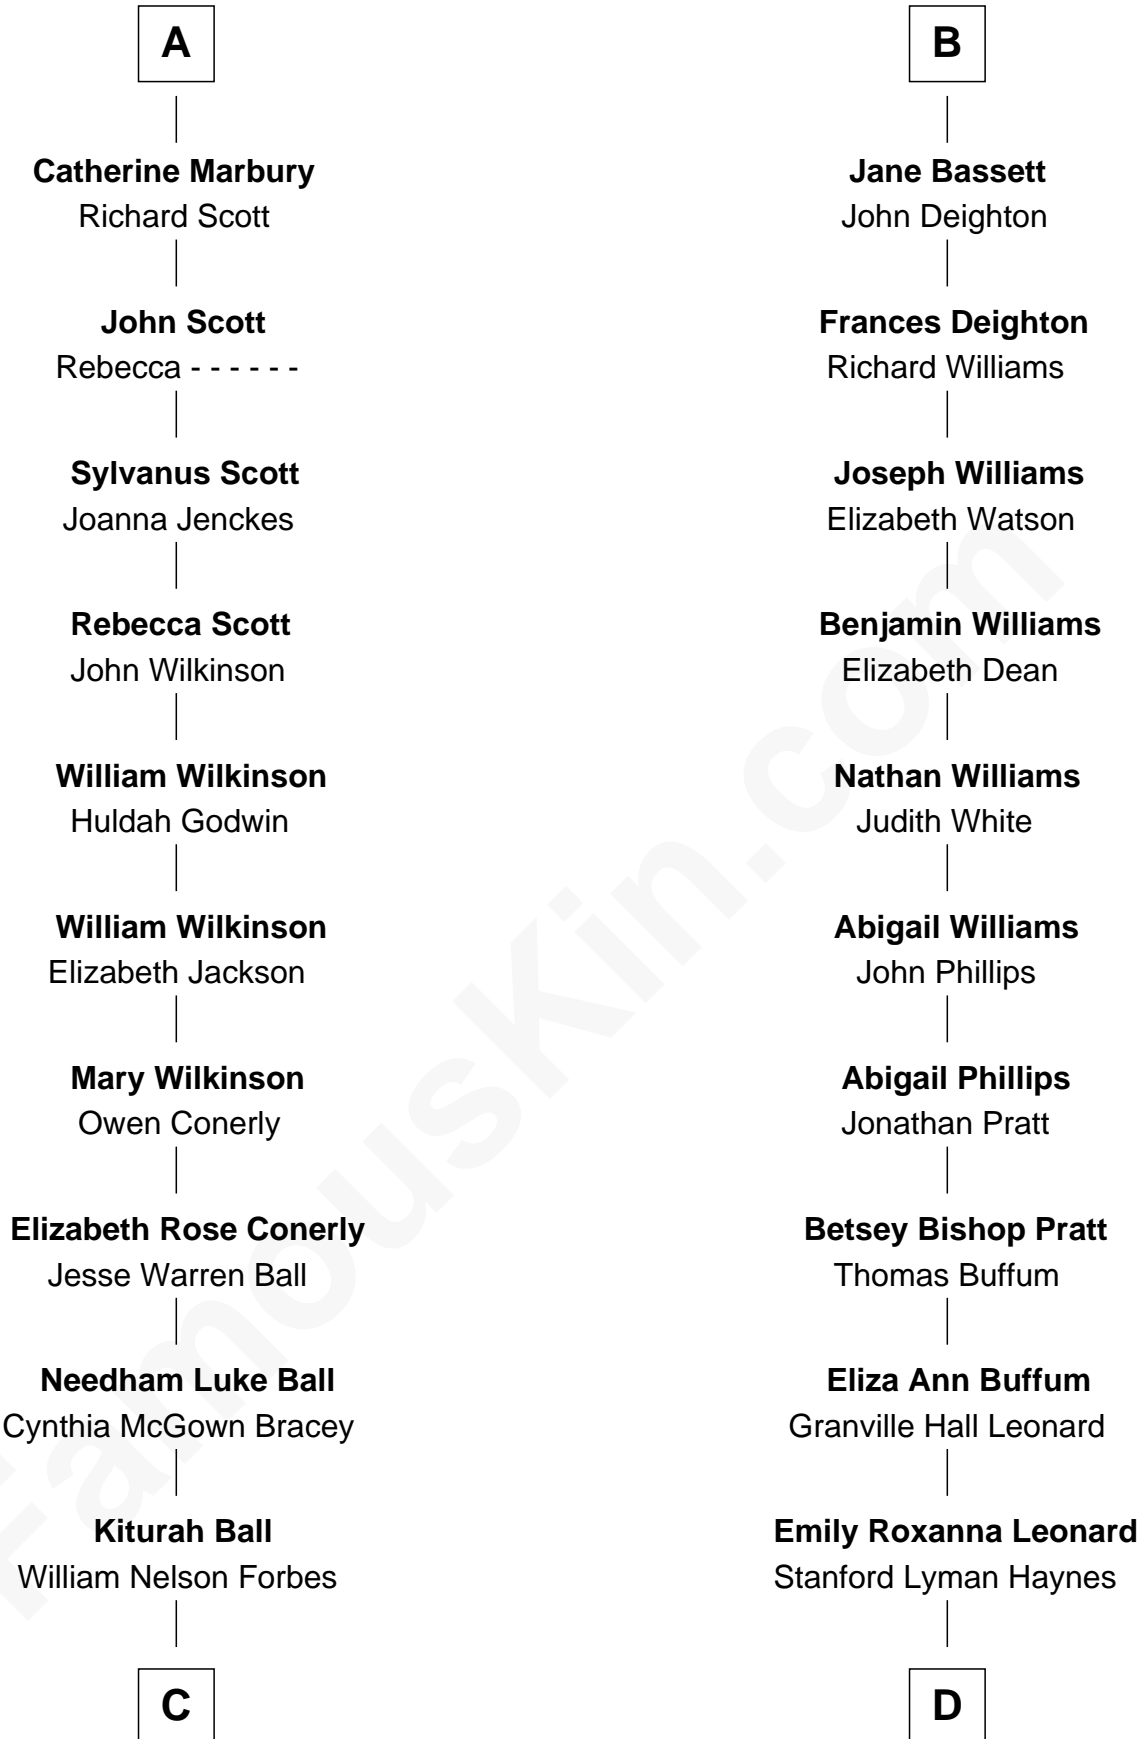 A
Catherine Marbury
Richard Scott
John Scott
Rebecca - - - - - -
Sylvanus Scott
Joanna Jenckes
Rebecca Scott
John Wilkinson
William Wilkinson
Huldah Godwin
William Wilkinson
Elizabeth Jackson
Mary Wilkinson
Owen Conerly
Elizabeth Rose Conerly
Jesse Warren Ball
Needham Luke Ball
Cynthia McGown Bracey
Kiturah Ball
William Nelson Forbes
C
B
Jane Bassett
John Deighton
Frances Deighton
Richard Williams
Joseph Williams
Elizabeth Watson
Benjamin Williams
Elizabeth Dean
Nathan Williams
Judith White
Abigail Williams
John Phillips
Abigail Phillips
Jonathan Pratt
Betsey Bishop Pratt
Thomas Buffum
Eliza Ann Buffum
Granville Hall Leonard
Emily Roxanna Leonard
Stanford Lyman Haynes
D
FamousKin.com